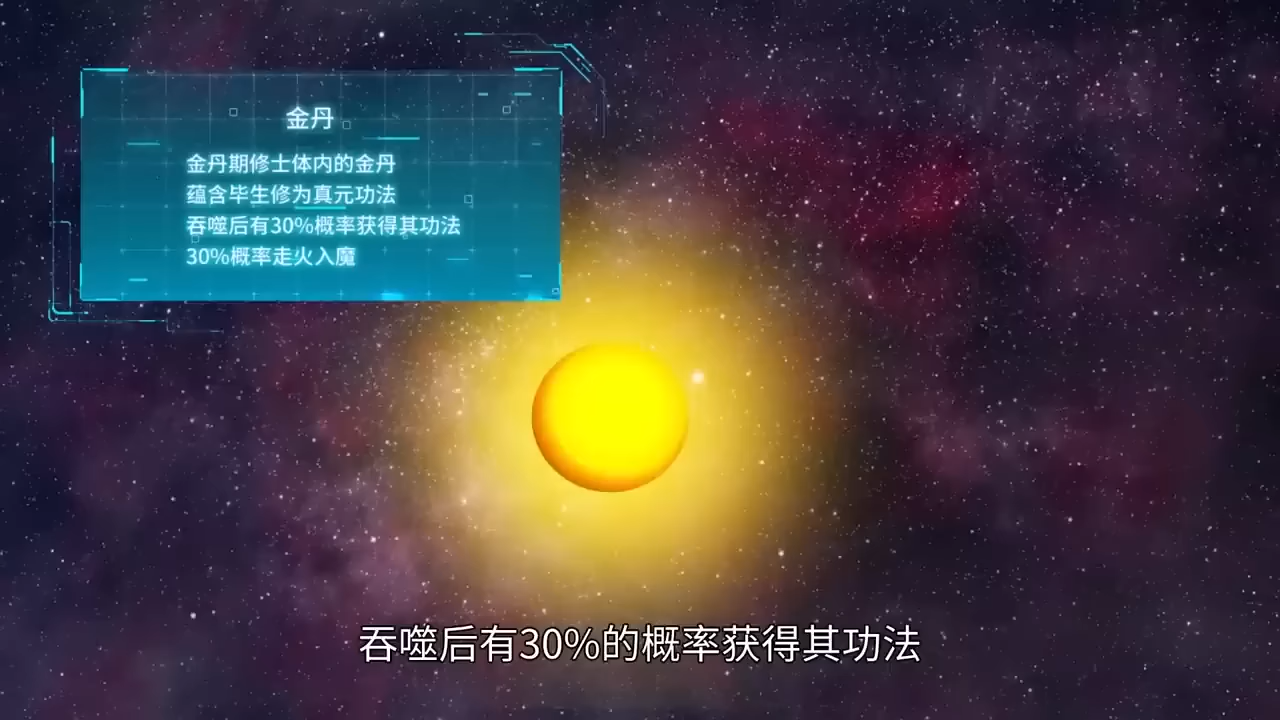 金丹
金丹期修士体内的金丹
蕴含毕生修为真元功法
吞噬后有30%概率获得其功法
30%概率走火入魔
吞噬后有30%的概率获得其功法